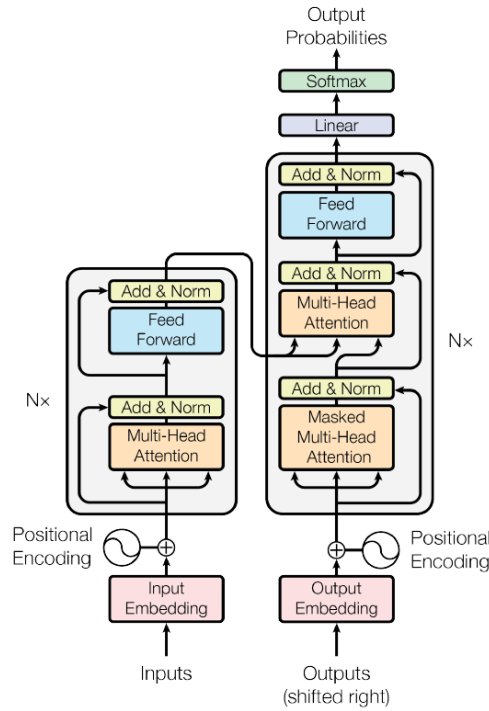 Output
Probabilities
Softmax
Linear
Add & Norm
Feed
Forward
Add & Norm
Multi-Head
Attention
Add & Norm
Masked
Multi-Head
Attention
N×
Positional
Encoding
Output
Embedding
Outputs
(shifted right)
Add & Norm
Feed
Forward
Add & Norm
Multi-Head
Attention
N×
Positional
Encoding
Input
Embedding
Inputs